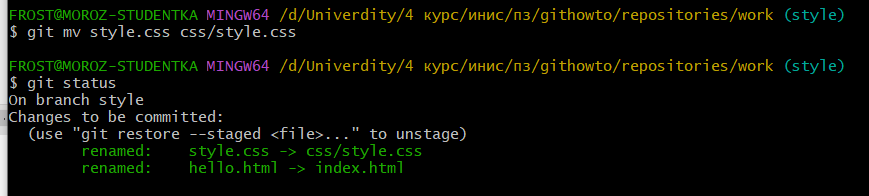 FROST@MOROZ-STUDENTKA MINGW64 /d/Univerdity/4 курс/инис/пз/githowto/repositories/work (style)
$ git mv style.css css/style.css
FROST@MOROZ-STUDENTKA MINGW64 /d/Univerdity/4 курс/инис/пз/githowto/repositories/work (style)
$ git status
On branch style
Changes to be committed:
(use "git restore --staged <file>..." to unstage)
renamed: style.css -> css/style.css
renamed: hello.html -> index.html